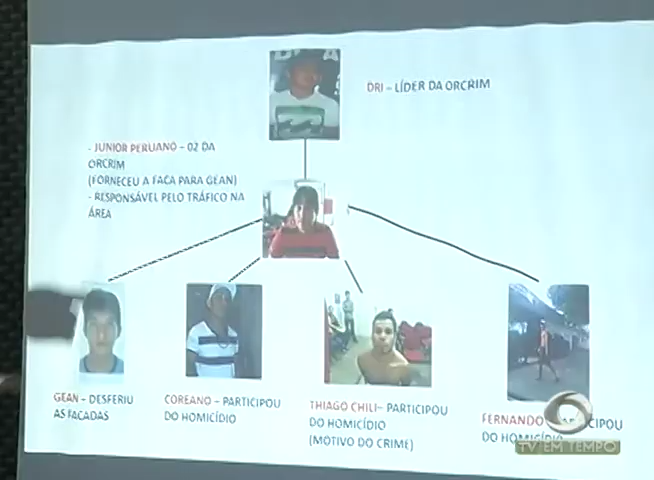 DRI – LÍDER DA ORCRIM
- JUNIOR PERUANO – 02 DA
ORCRIM
(FORNECEU A FACA PARA GEAN)
- RESPONSÁVEL PELO TRÁFICO NA
ÁREA
GEAN – DESFERIU
AS FACADAS
COREANO – PARTICIPOU
DO HOMICÍDIO
THIAGO CHILI– PARTICIPOU
DO HOMICÍDIO
(MOTIVO DO CRIME)
FERNANDO
DO HOMICÍDIO
TV EM TEMPO